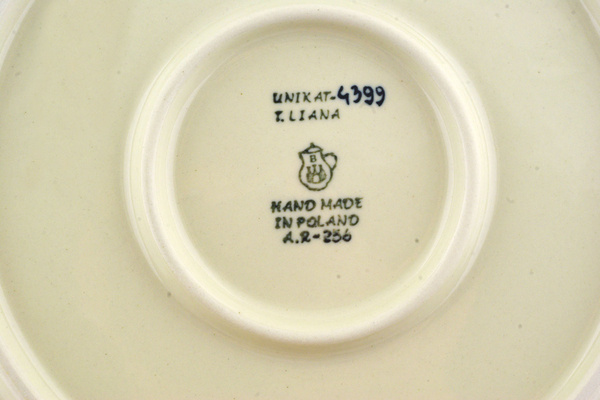 UNIKAT-4399
T. LIANA
B
HAND MADE
IN POLAND
A.R-256